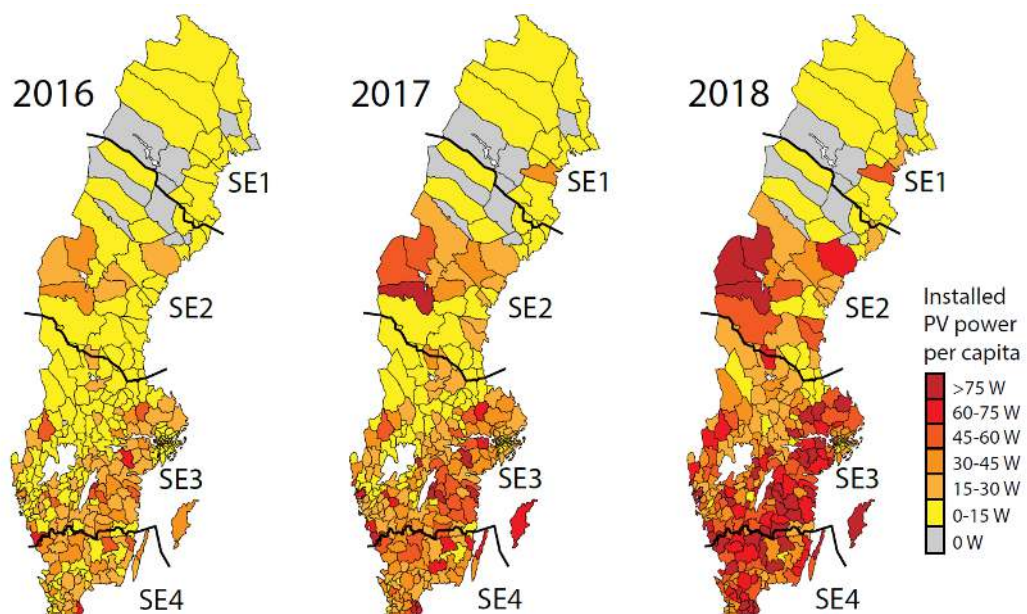 2016
2017
2018
SE1
SE1
SE1
SE2
SE2
SE2
SE3
SE3
SE3
SE4
SE4
SE4
Installed
PV power
per capita
>75 W
60-75 W
45-60 W
30-45 W
15-30 W
0-15 W
0 W